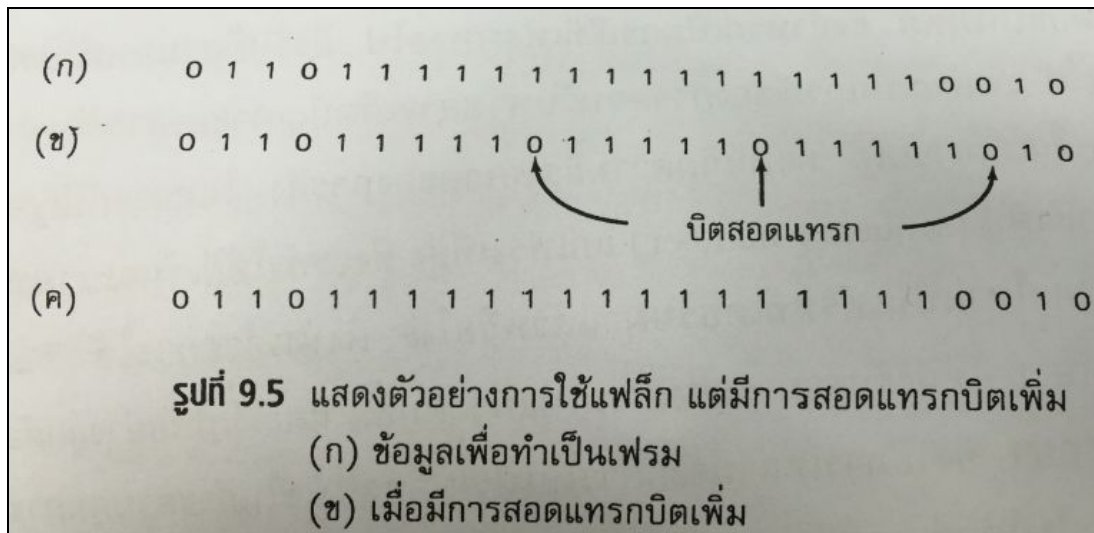 (ก) 0 1 1 0 1 1 1 1 1 1 1 1 1 1 1 1 1 1 1 1 0 0 1 0
(ข) 0 1 1 0 1 1 1 1 1 0 1 1 1 1 1 0 1 1 1 1 1 0 1 0
บิตสอดแทรก
(ค) 0 1 1 0 1 1 1 1 1 1 1 1 1 1 1 1 1 1 1 1 0 0 1 0
รูปที่ 9.5 แสดงตัวอย่างการใช้แฟล็ก แต่มีการสอดแทรกบิตเพิ่ม
(ก) ข้อมูลเพื่อทำเป็นเฟรม
(ข) เมื่อมีการสอดแทรกบิตเพิ่ม